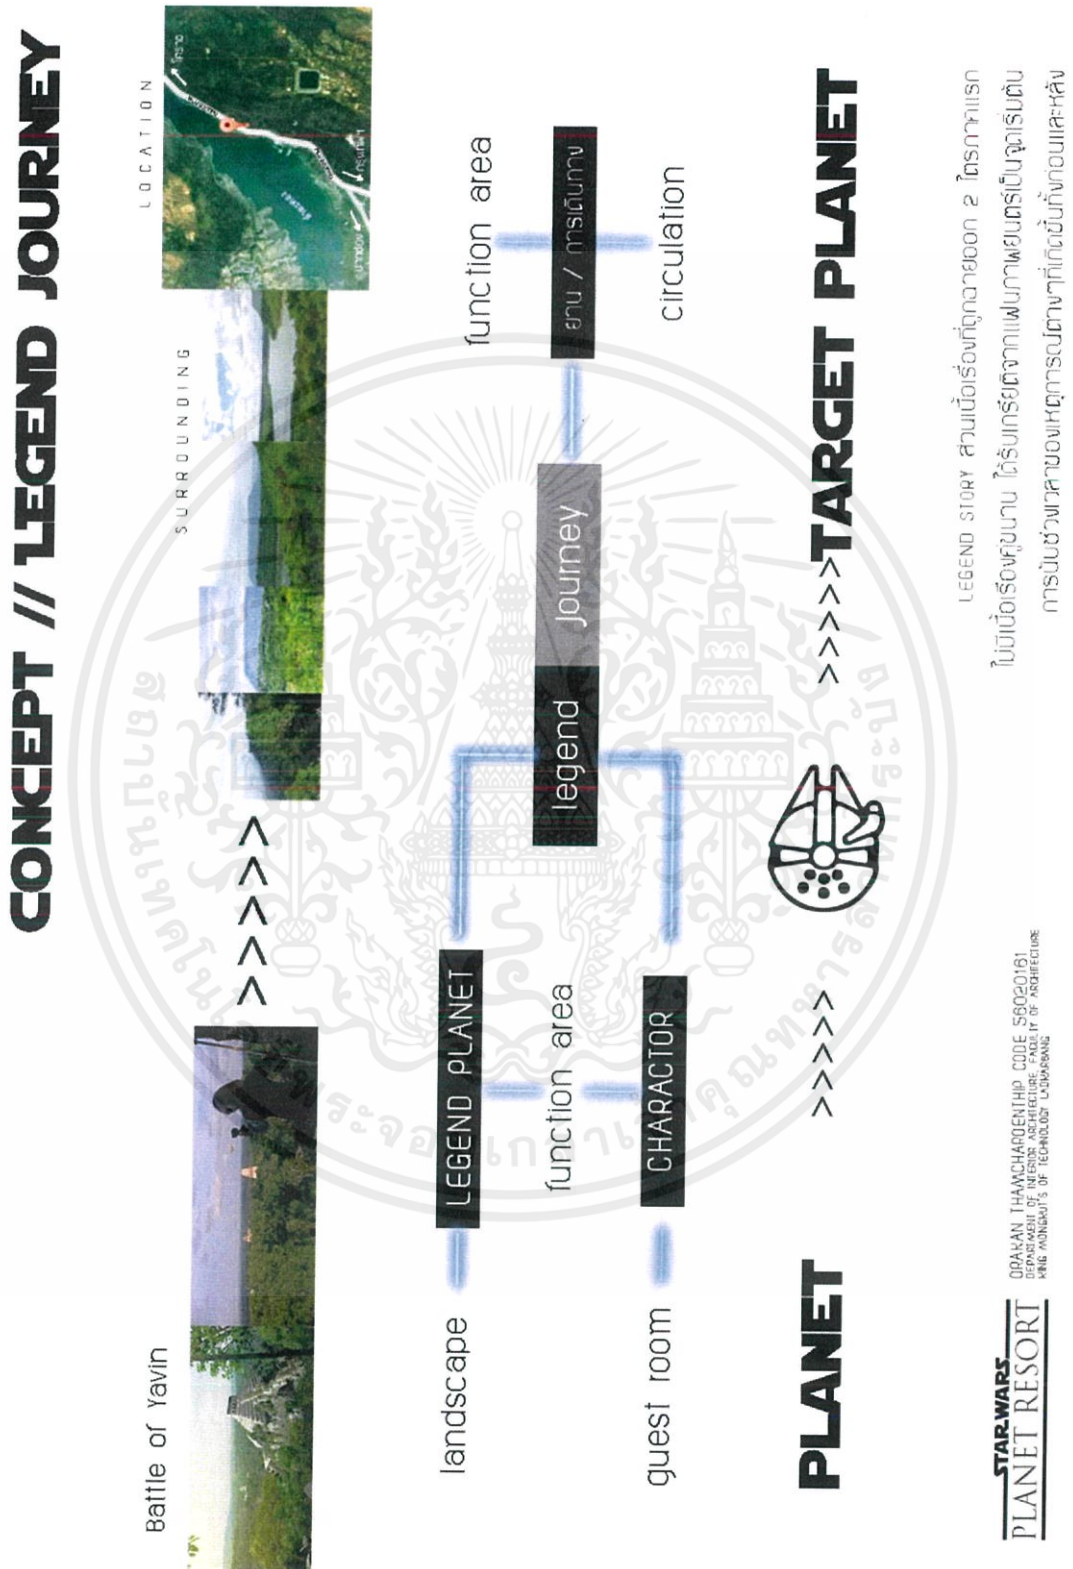 CONCEPT // LEGEND JOURNEY
Battle of Yavin
SURROUNDING
LOCATION
landscape
LEGEND PLANET
function area
guest room
CHARACTOR
legend
journey
function area
ยาน / การเดินทาง
circulation
PLANET >>>>> >>>>>TARGET PLANET
LEGEND STORY ส่วนเนื้อเรื่องที่ถูกฉายออก 2 ไตรภาคแรก
ไม่มีเนื้อเรื่องคู่ขนาน ได้รับเกรียติจากแฟนภาพยนตร์เป็นจุดเริ่มต้น
การนับช่วงเวลาของเหตุการณ์ต่างๆที่เกิดขึ้นทั้งก่อนและหลัง
STAR.WARS
PLANET RESORT
ORAKAN THAMCHAROENTHIP CODE 56020161
DEPARTMENT OF INTERIOR ARCHITECTURE, FACULTY OF ARCHITECTURE
KING MONGKUT'S OF TECHNOLOGY LADKRABANG